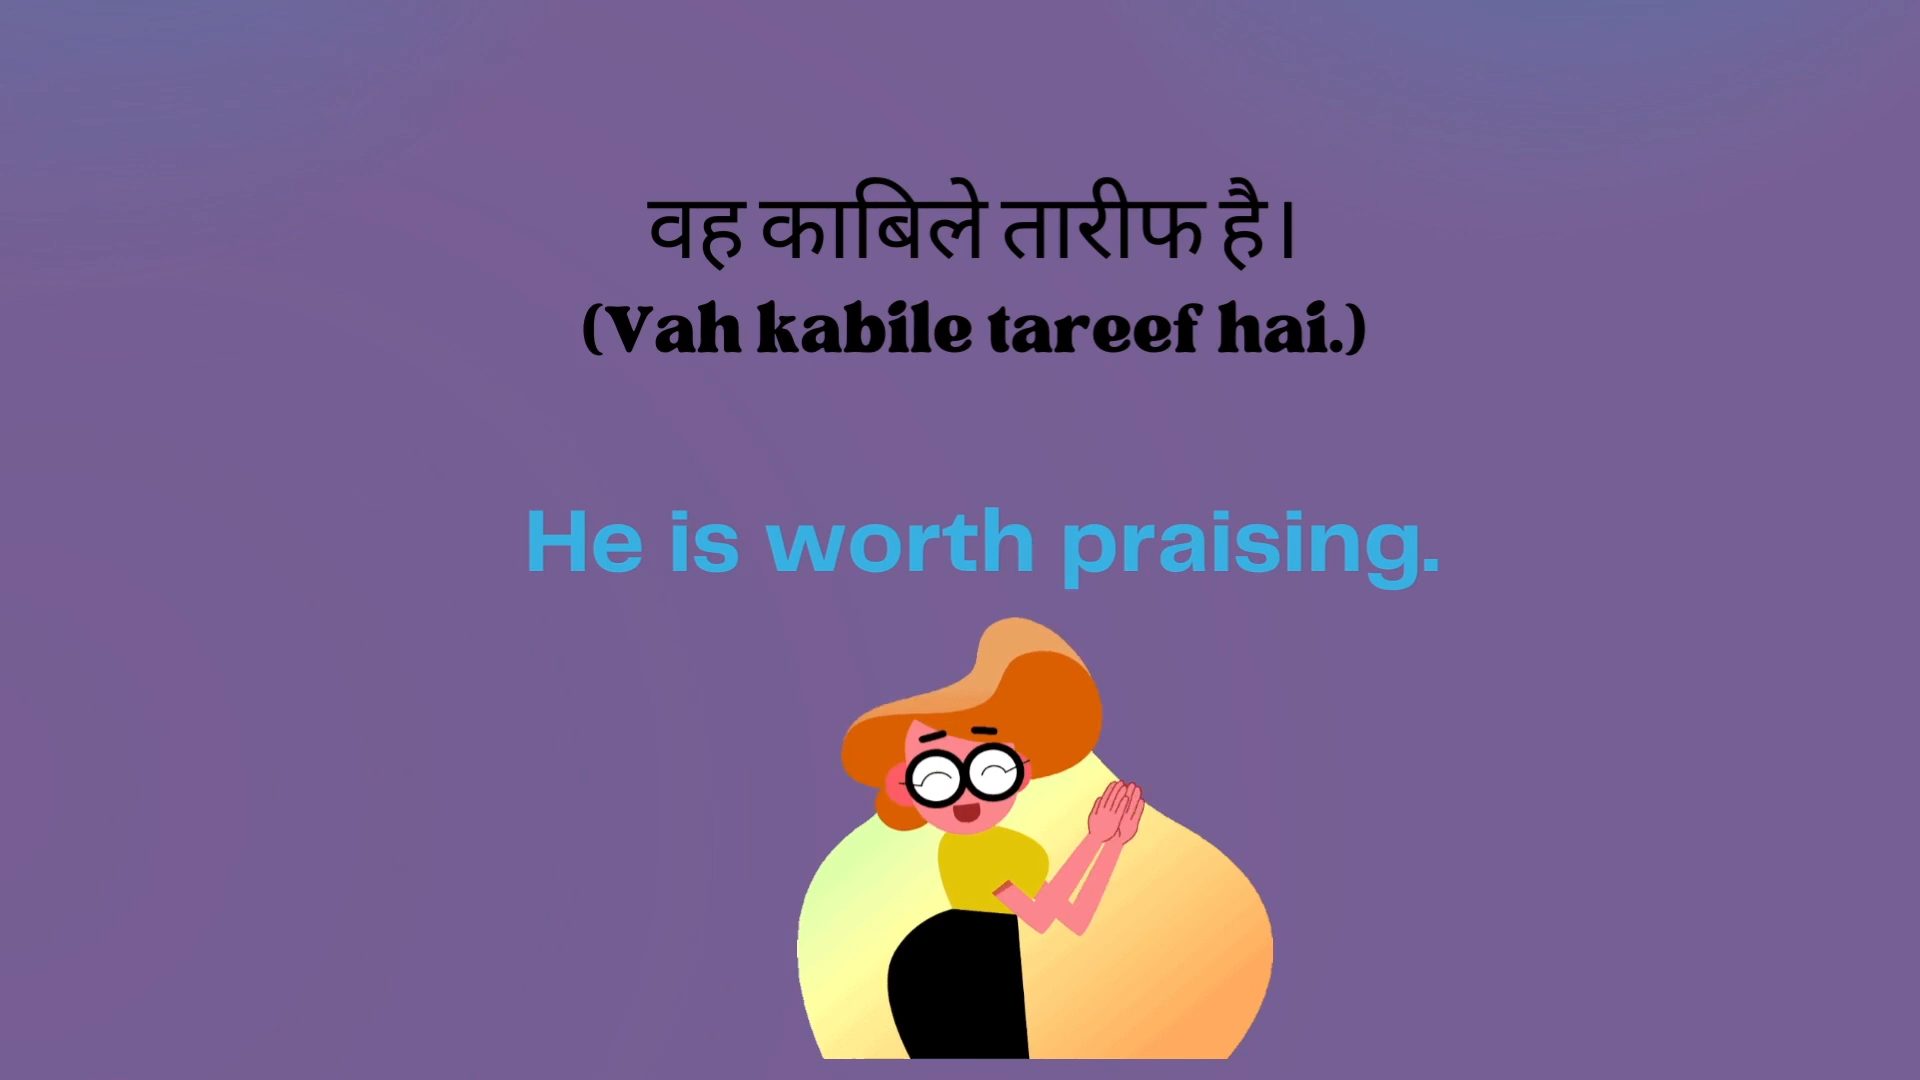 वह काबिले तारीफ है।
(Vah kabile tareef hai.)
He is worth praising.